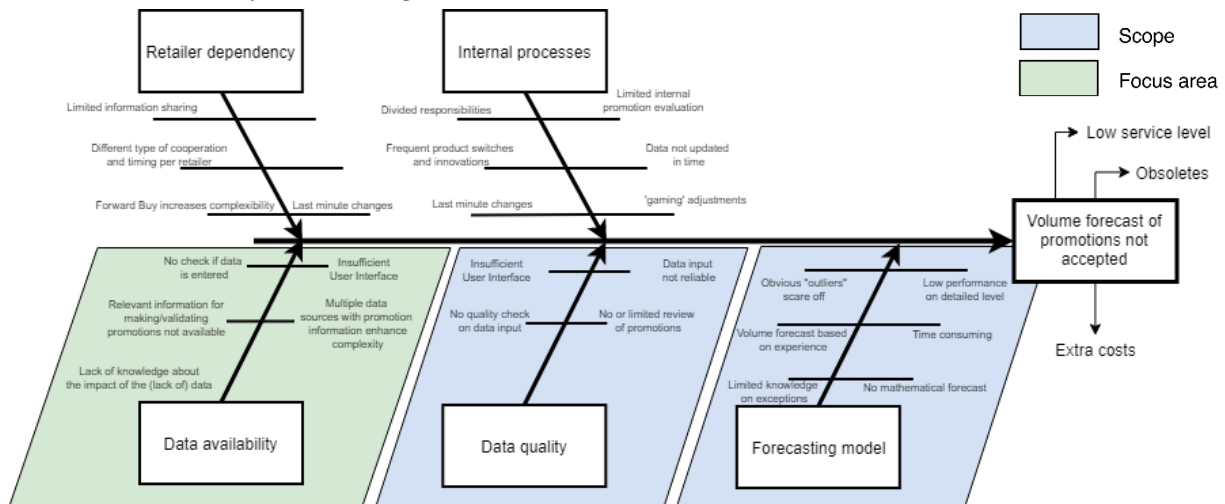 Retailer dependency
Internal processes
Scope
Focus area
Limited information sharing
Different type of cooperation
and timing per retailer
Forward Buy increases complexibility
Last minute changes
Divided responsibilities
Limited internal
promotion evaluation
Frequent product switches
and innovations
Data not updated
in time
Last minute changes
'gaming' adjustments
Low service level
Obsoletes
Volume forecast of
promotions not
accepted
Extra costs
No check if data
is entered
Insufficient
User Interface
Relevant information for
making/validating
promotions not available
Multiple data
sources with promotion
information enhance
complexity
Lack of knowledge about
the impact of the (lack of) data
Data availability
Insufficient
User Interface
Data input
not reliable
No quality check
on data input
No or limited review
of promotions
Data quality
Obvious "outliers"
scare off
Low performance
on detailed level
Volume forecast based
on experience
Time consuming
Limited knowledge
on exceptions
No mathematical forecast
Forecasting model